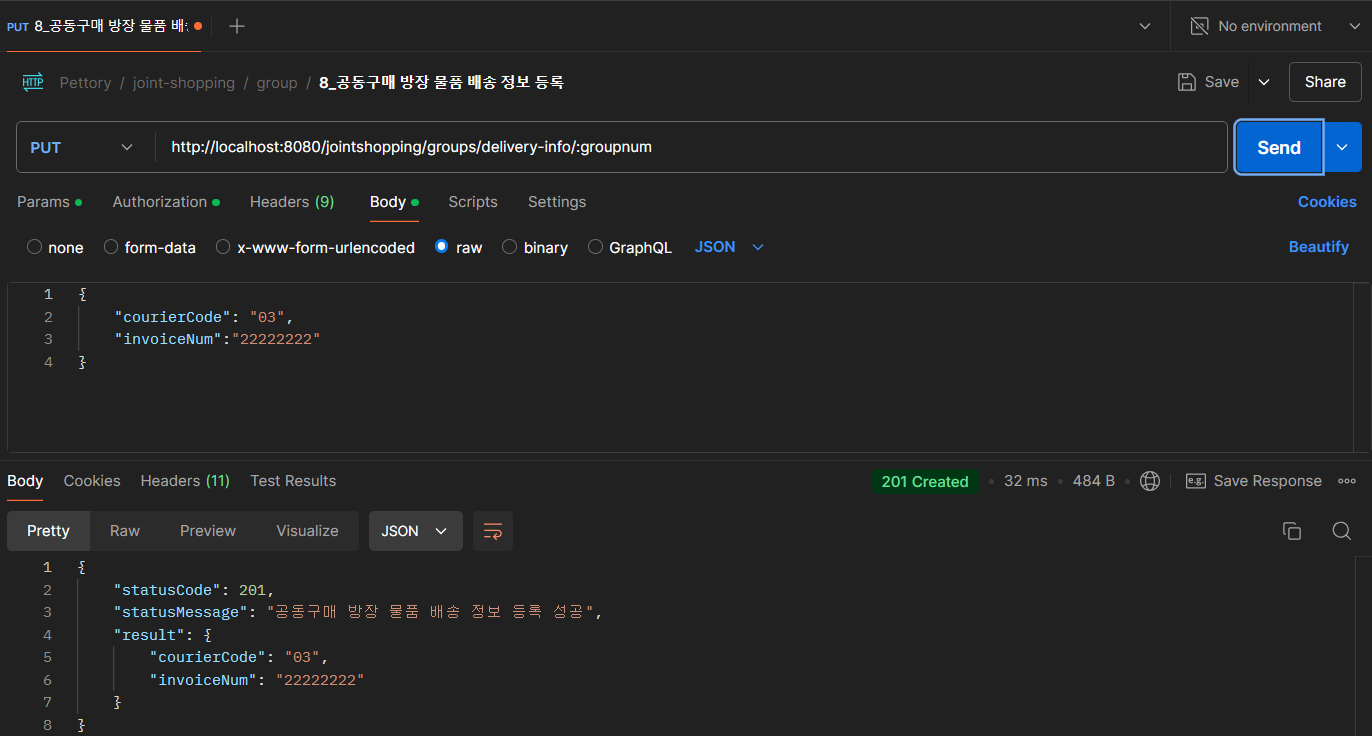 PUT 8_공동구매 방장 물품 배
No environment
HTTP Pettory / joint-shopping / group / 8_공동구매 방장 물품 배송 정보 등록
Save Share
PUT http://localhost:8080/jointshopping/groups/delivery-info/:groupnum Send
Params Authorization Headers (9) Body Scripts Settings Cookies
none form-data x-www-form-urlencoded raw binary GraphQL JSON Beautify
1 {
2 "courierCode": "03",
3 "invoiceNum":"22222222"
4 }
Body Cookies Headers (11) Test Results 201 Created 32 ms 484 B e.g. Save Response
Pretty Raw Preview Visualize JSON
1 {
2 "statusCode": 201,
3 "statusMessage": "공동구매 방장 물품 배송 정보 등록 성공",
4 "result": {
5 "courierCode": "03",
6 "invoiceNum": "22222222"
7 }
8 }